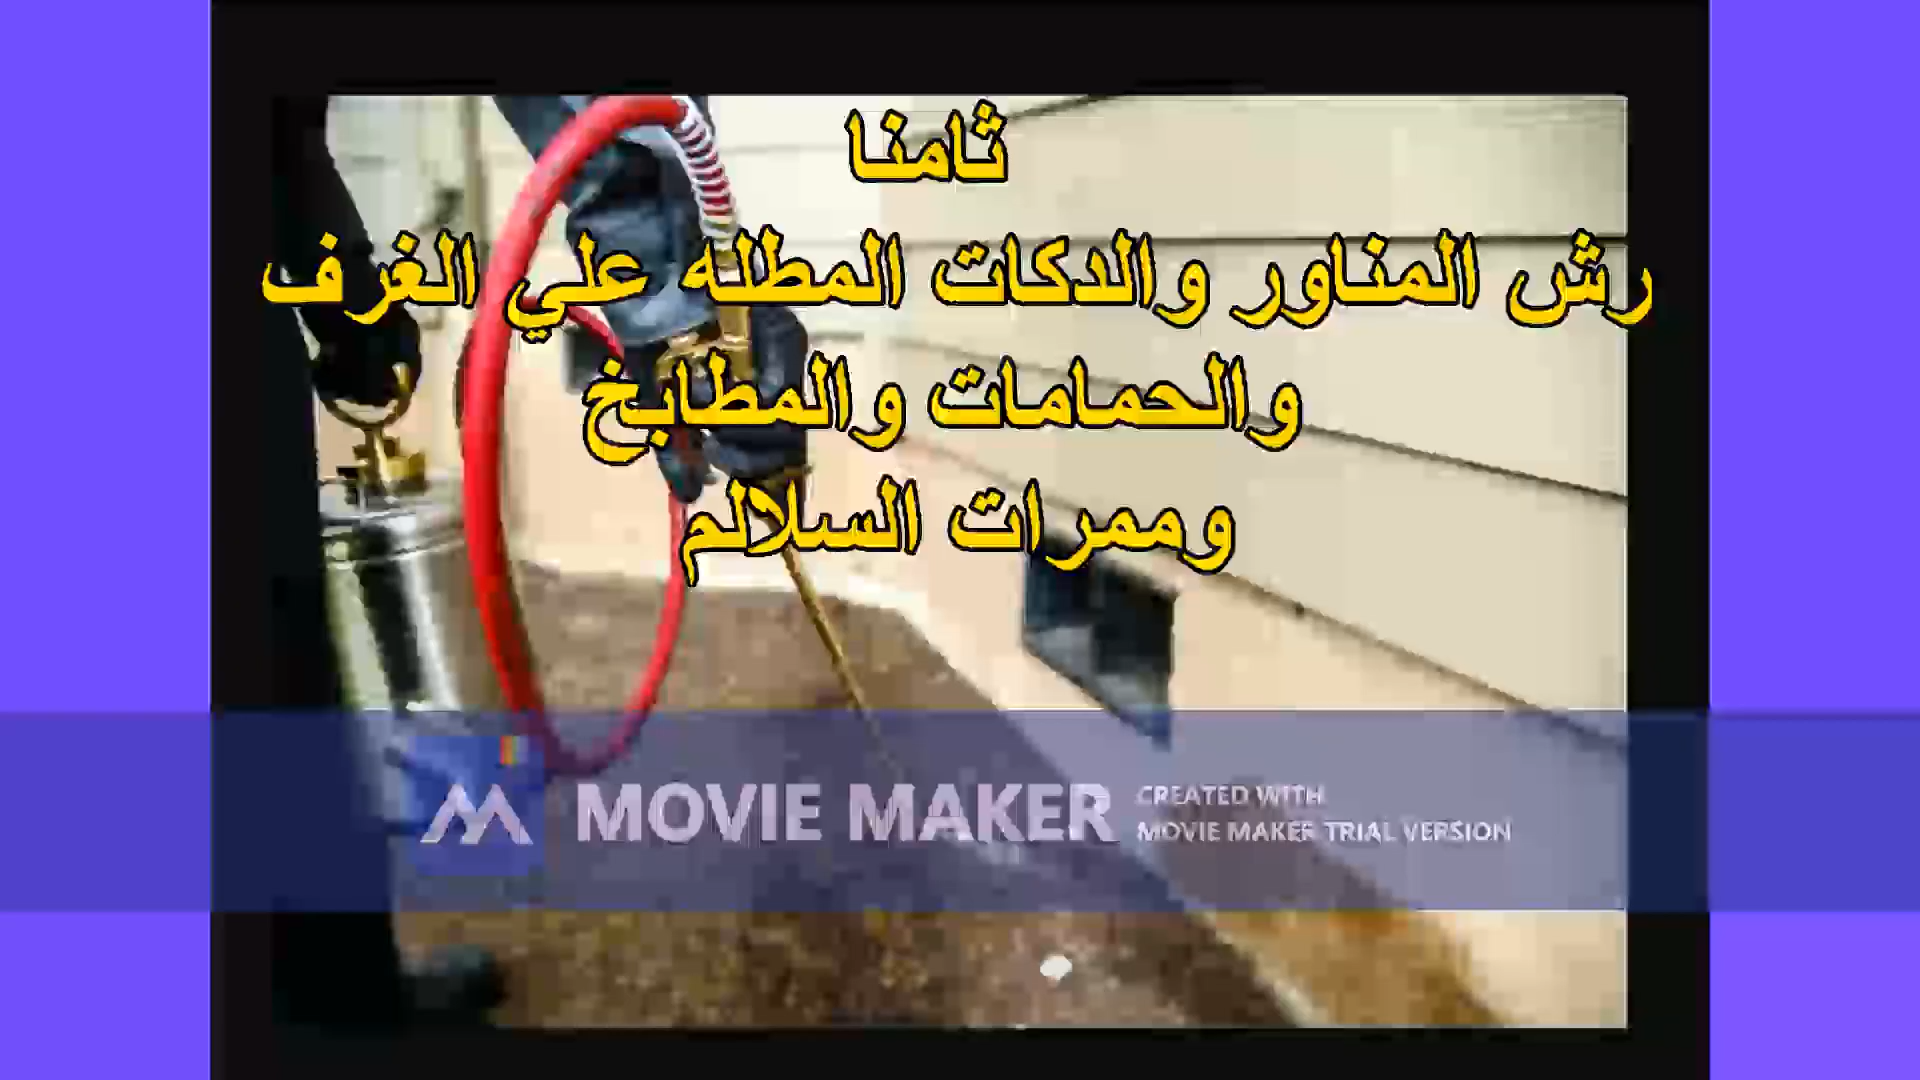 ثامنا
رش المناور والدكات المطله علي الغرف
والحمامات والمطابخ
وممرات السلالم
MOVIE MAKER
CREATED WITH
MOVIE MAKER TRIAL VERSION